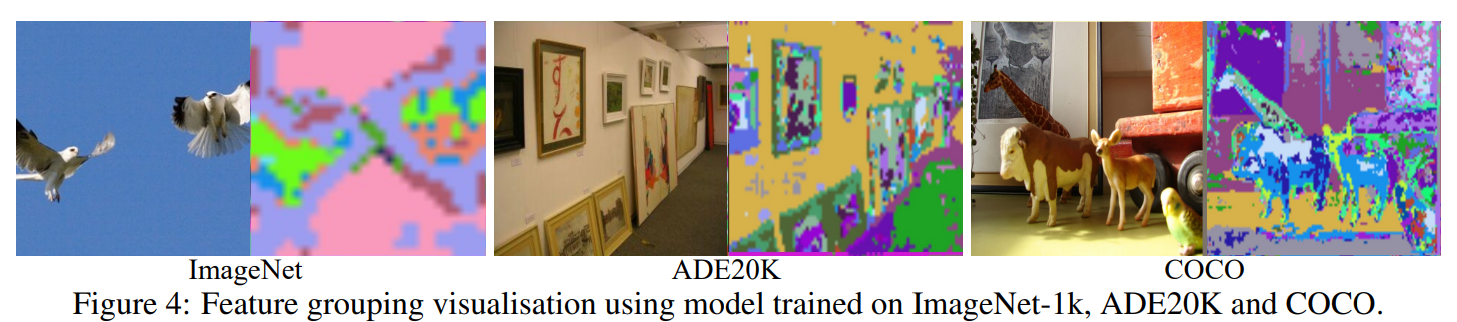 ImageNet
ADE20K
COCO
Figure 4: Feature grouping visualisation using model trained on ImageNet-1k, ADE20K and COCO.